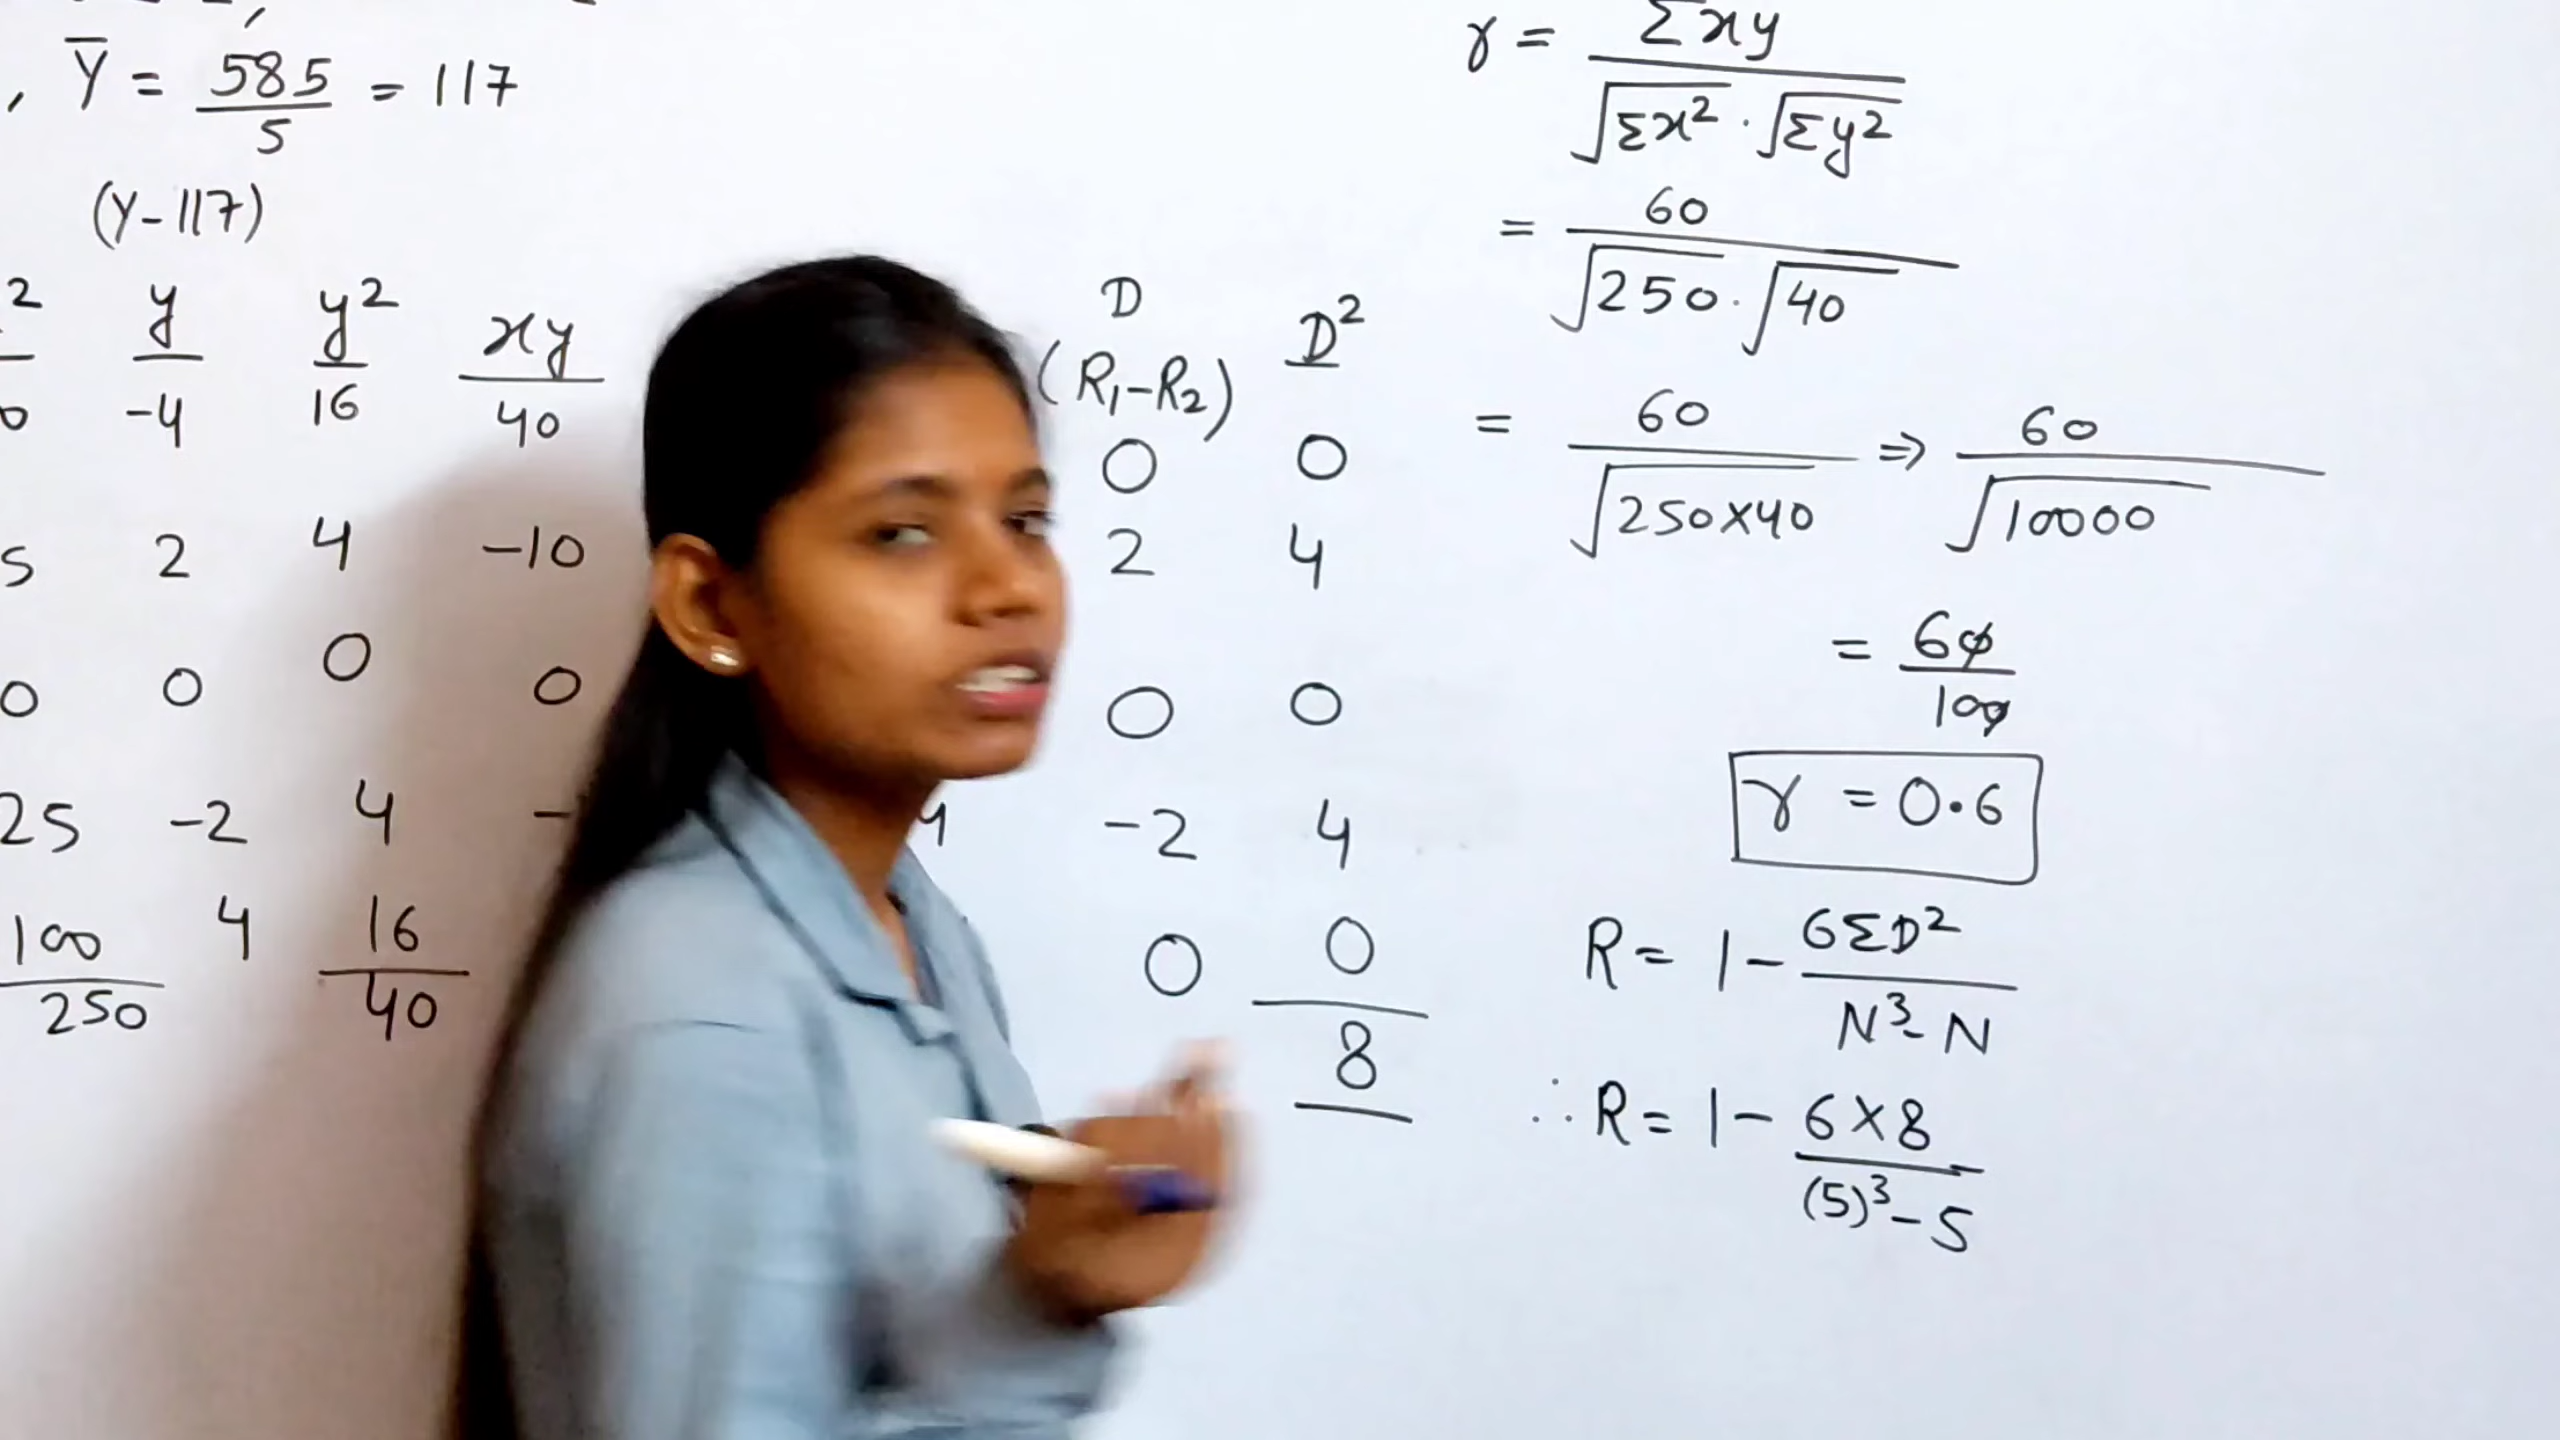 , Y̅ = 585/5 = 117
(Y-117)
2 y y² xy
0 -4 16 40
5 2 4 -10
0 0 0 0
25 -2 4 -
100 4 16
250 40
D D²
(R₁-R₂)
0 0
2 4
0 0
4 -2 4
0 0
8
r = Σxy / √Σx² · √Σy²
= 60 / √250 · √40
= 60 / √250×40 ⇒ 60 / √10000
= 60/100
r = 0.6
R = 1 - 6ΣD² / N³-N
∴ R = 1 - 6×8 / (5)³-5